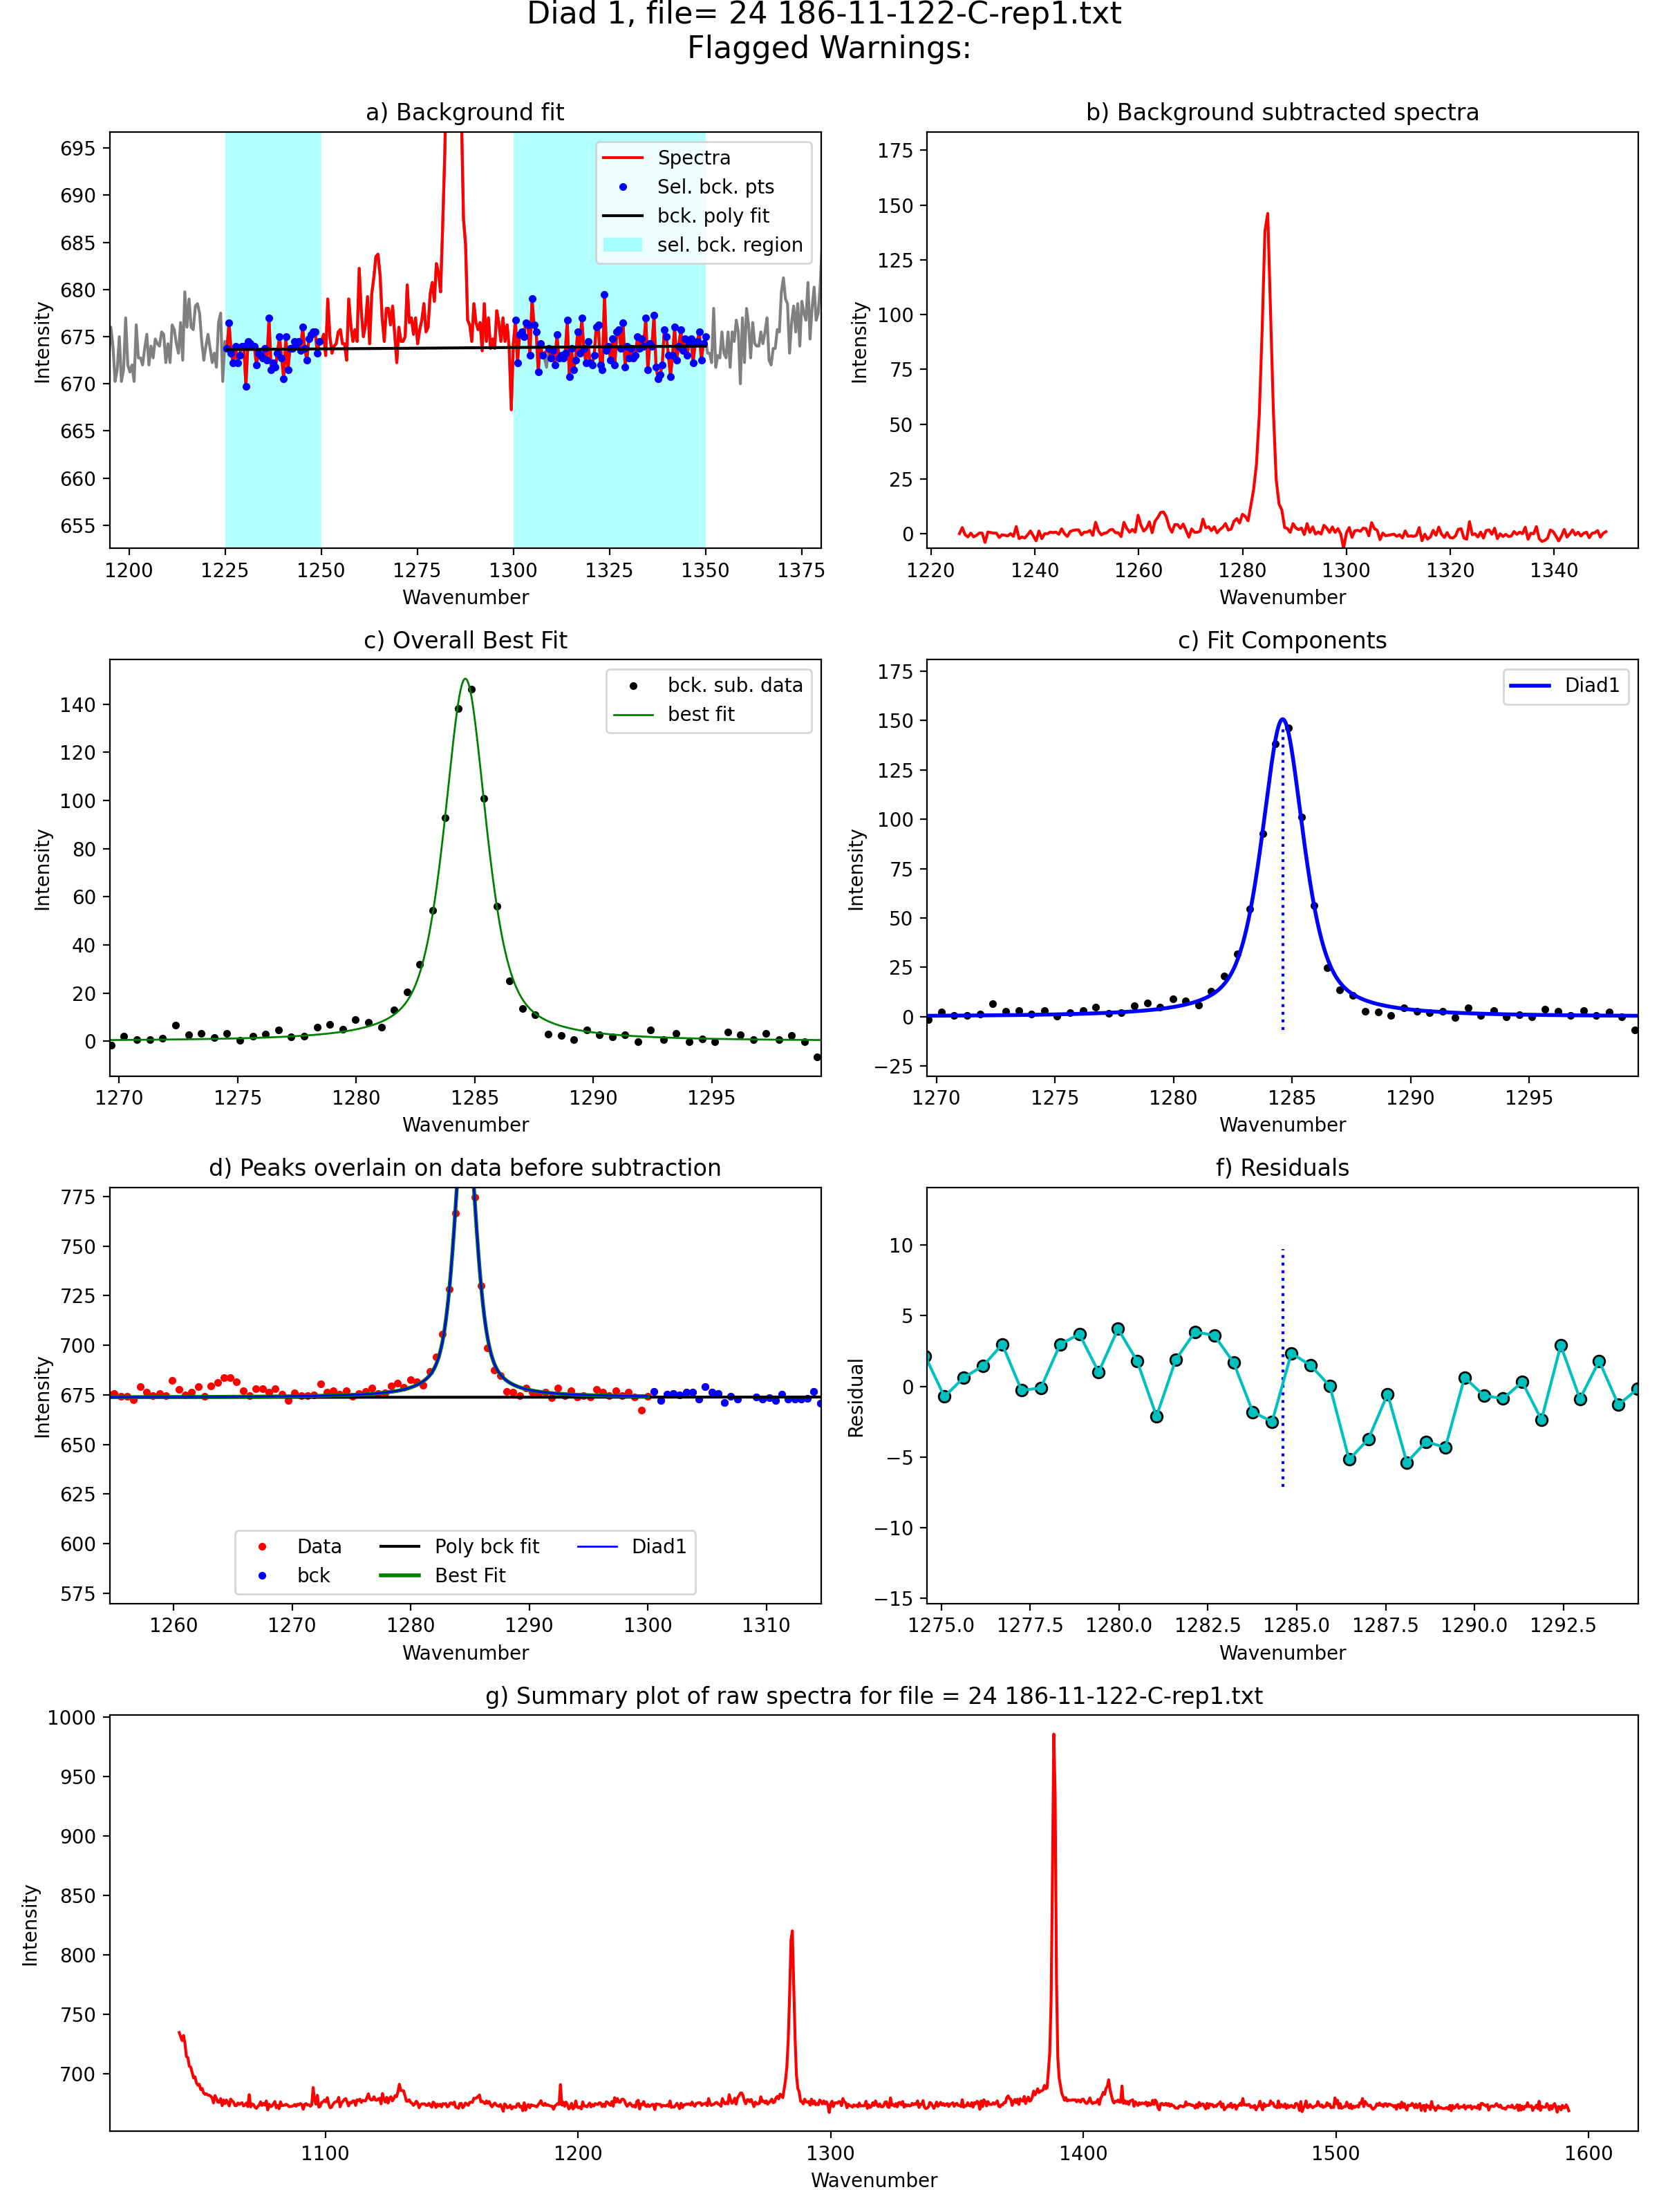 Diad 1, file= 24 186-11-122-C-rep1.txt
Flagged Warnings:
a) Background fit
695
690
685
680
675
670
665
660
655
Intensity
Spectra
Sel. bck. pts
bck. poly fit
sel. bck. region
1200 1225 1250 1275 1300 1325 1350 1375
Wavenumber
b) Background subtracted spectra
175
150
125
100
75
50
25
0
Intensity
1220 1240 1260 1280 1300 1320 1340
Wavenumber
c) Overall Best Fit
140
120
100
80
60
40
20
0
Intensity
bck. sub. data
best fit
1270 1275 1280 1285 1290 1295
Wavenumber
c) Fit Components
175
150
125
100
75
50
25
0
−25
Intensity
Diad1
1270 1275 1280 1285 1290 1295
Wavenumber
d) Peaks overlain on data before subtraction
775
750
725
700
675
650
625
600
575
Intensity
Data
bck
Poly bck fit
Best Fit
Diad1
1260 1270 1280 1290 1300 1310
Wavenumber
f) Residuals
10
5
0
−5
−10
−15
Residual
1275.0 1277.5 1280.0 1282.5 1285.0 1287.5 1290.0 1292.5
Wavenumber
g) Summary plot of raw spectra for file = 24 186-11-122-C-rep1.txt
1000
950
900
850
800
750
700
Intensity
1100 1200 1300 1400 1500 1600
Wavenumber